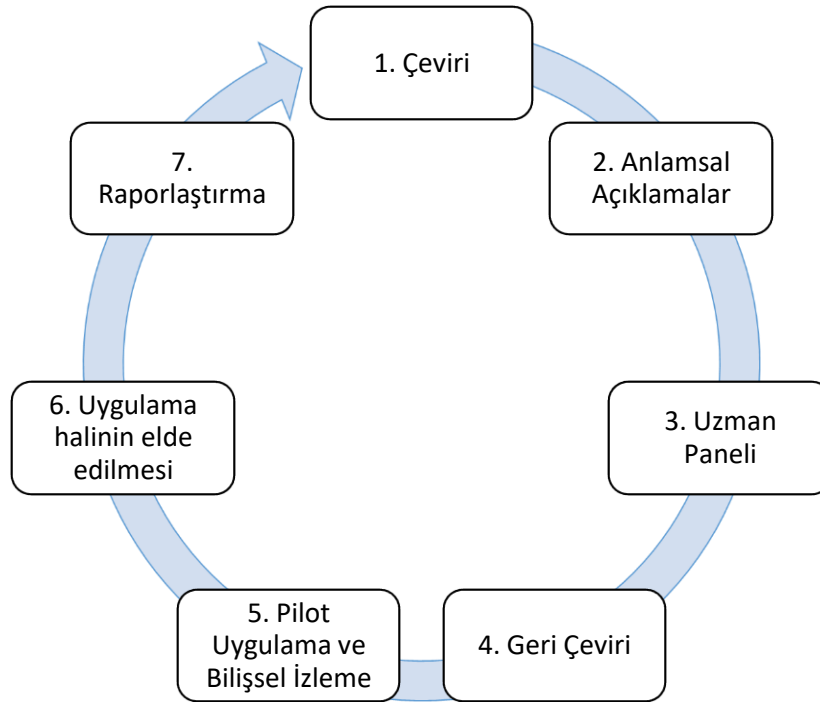 1. Çeviri
2. Anlamsal
Açıklamalar
3. Uzman
Paneli
4. Geri Çeviri
5. Pilot
Uygulama ve
Bilişsel İzleme
6. Uygulama
halinin elde
edilmesi
7.
Raporlaştırma